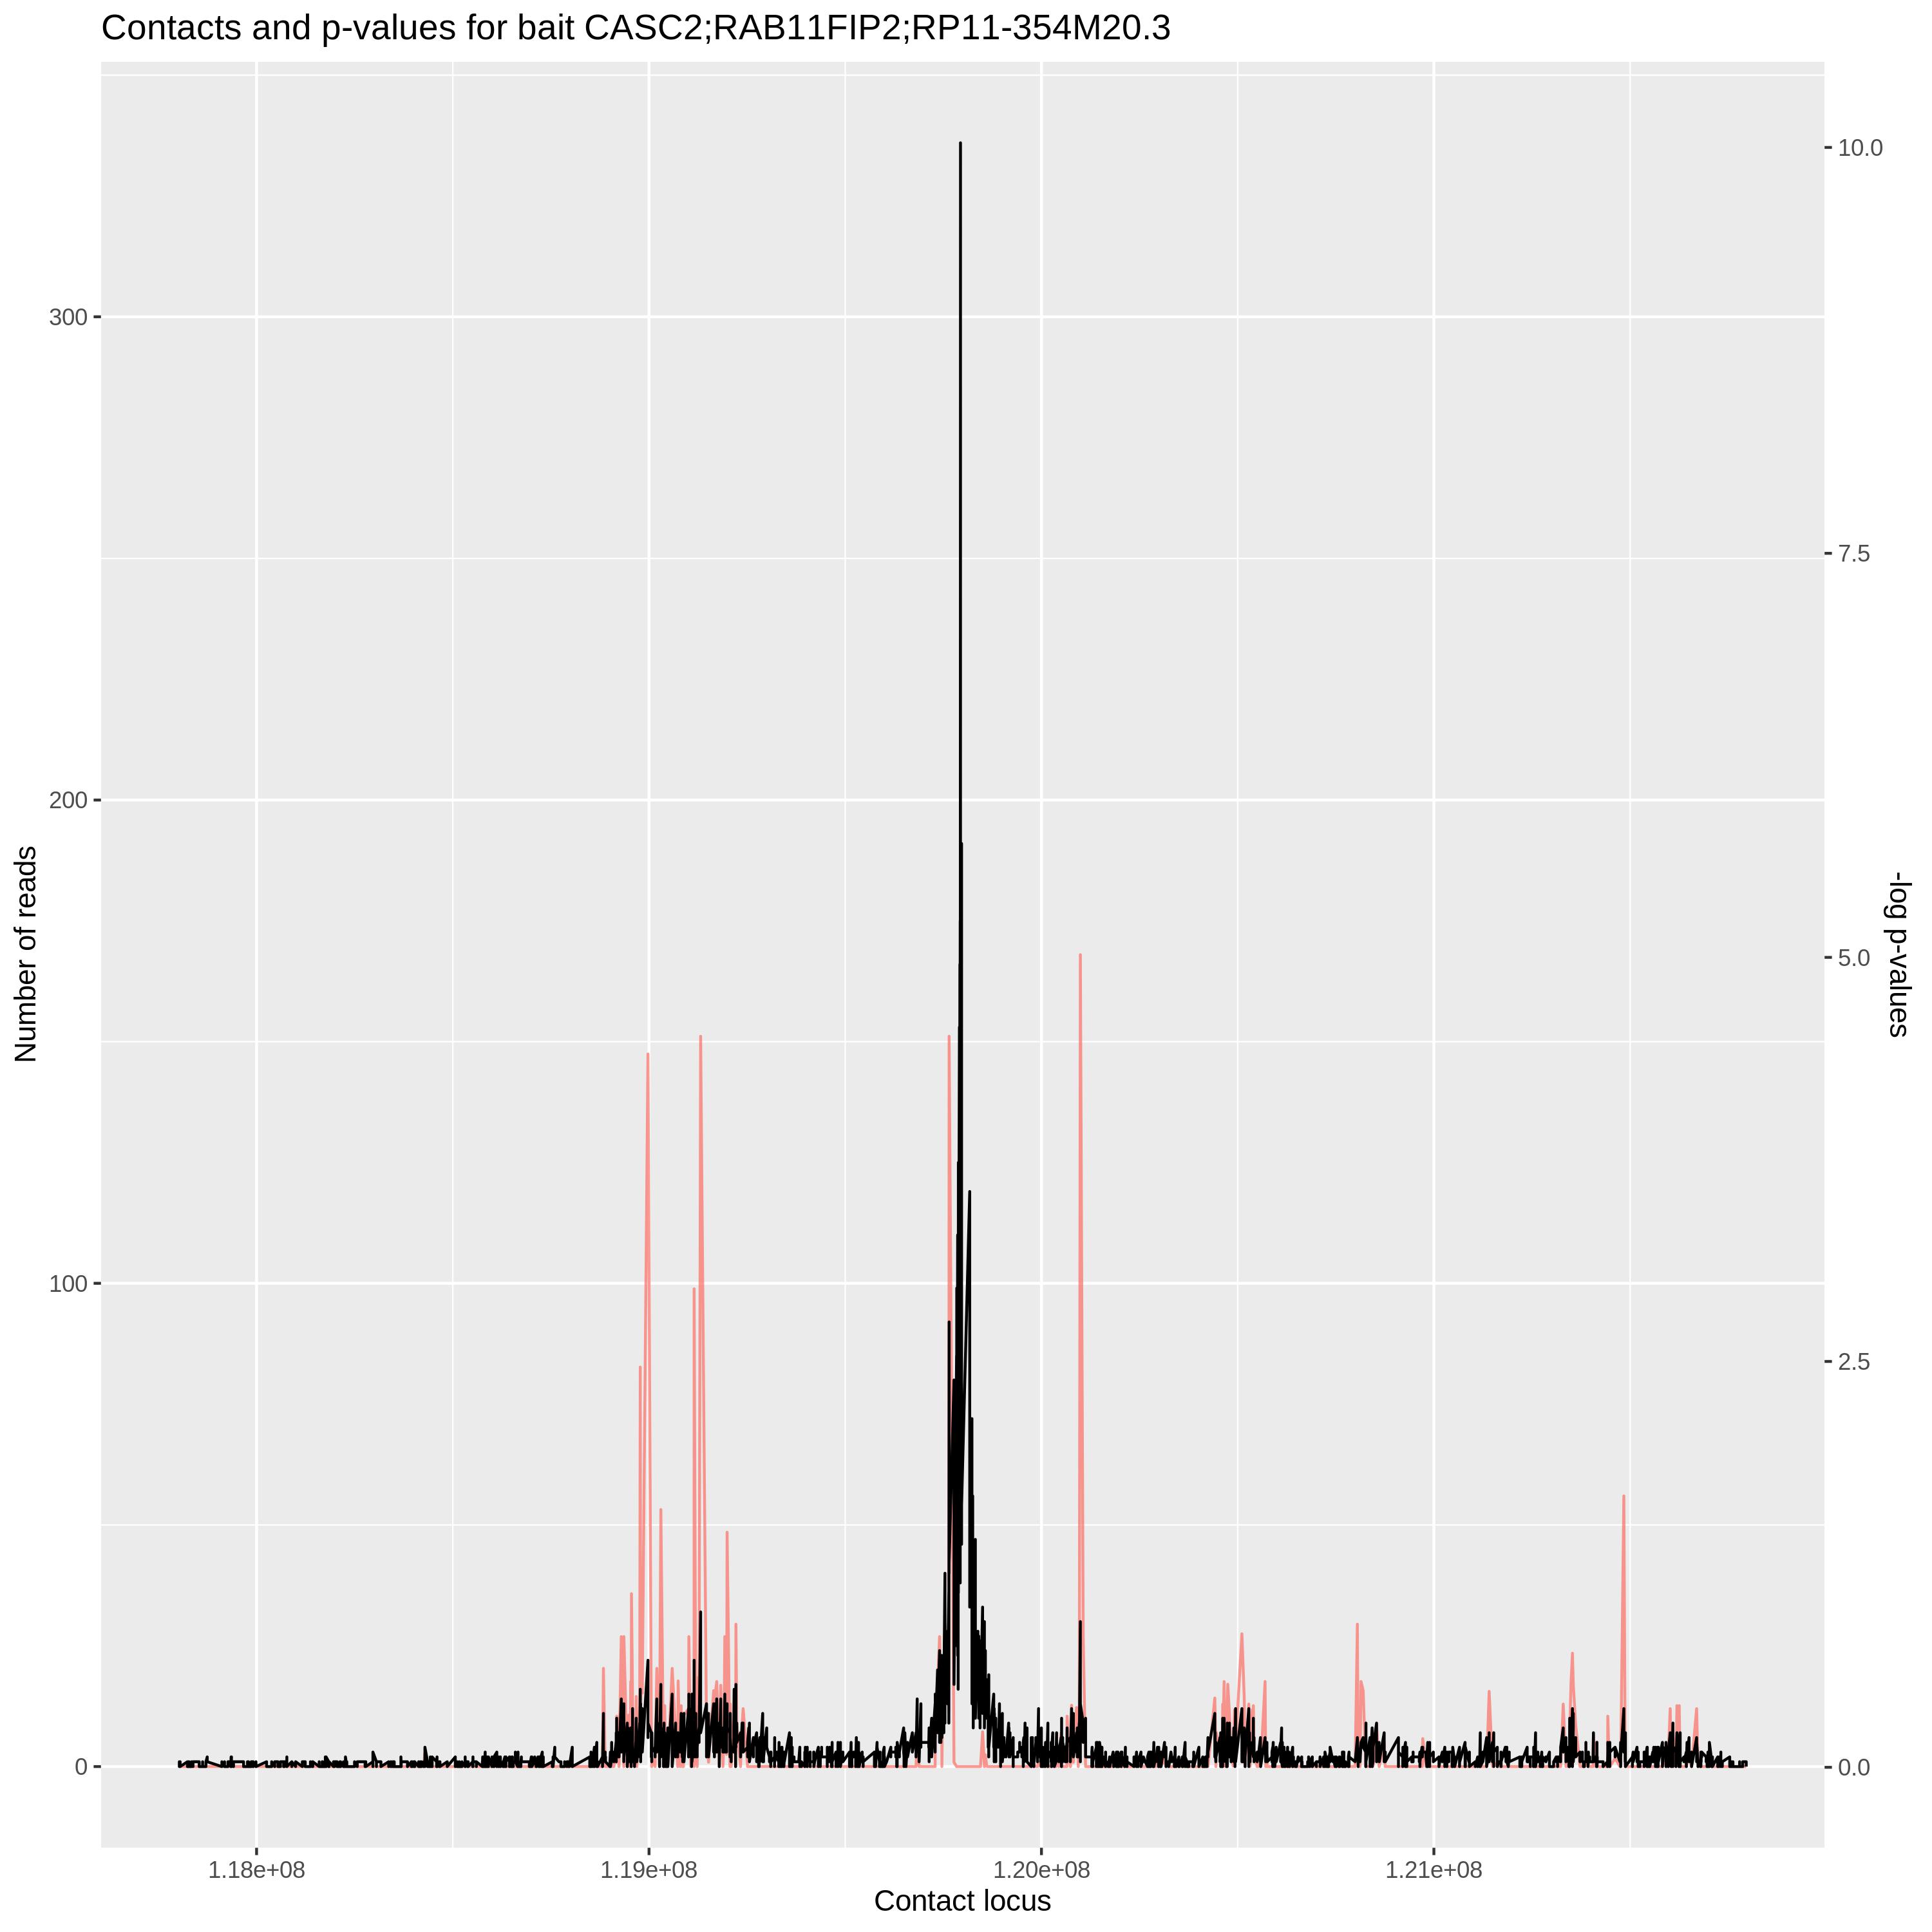 Contacts and p-values for bait CASC2;RAB11FIP2;RP11-354M20.3
300
200
100
0
Number of reads
10.0
7.5
5.0
2.5
0.0
-log p-values
1.18e+08
1.19e+08
1.20e+08
1.21e+08
Contact locus